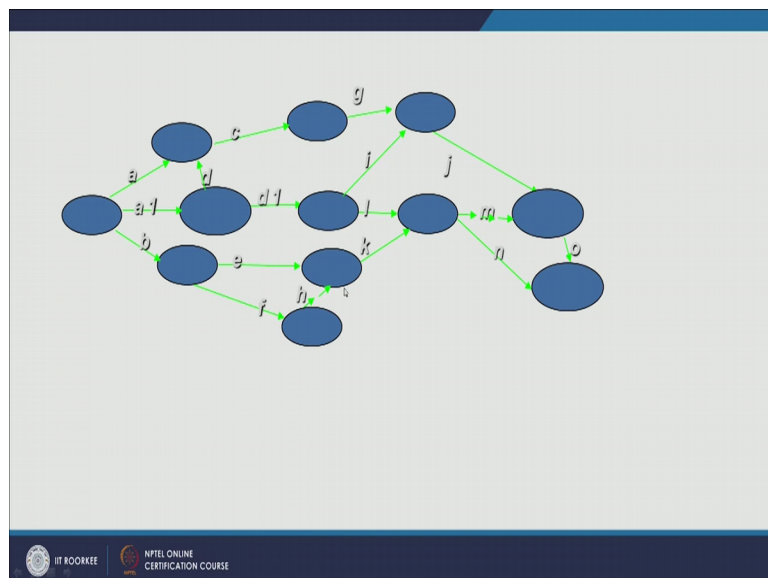 g
c
a
i
j
d
a1
d1
l
m
b
e
k
n
o
h
f
IIT ROORKEE
NPTEL ONLINE
CERTIFICATION COURSE